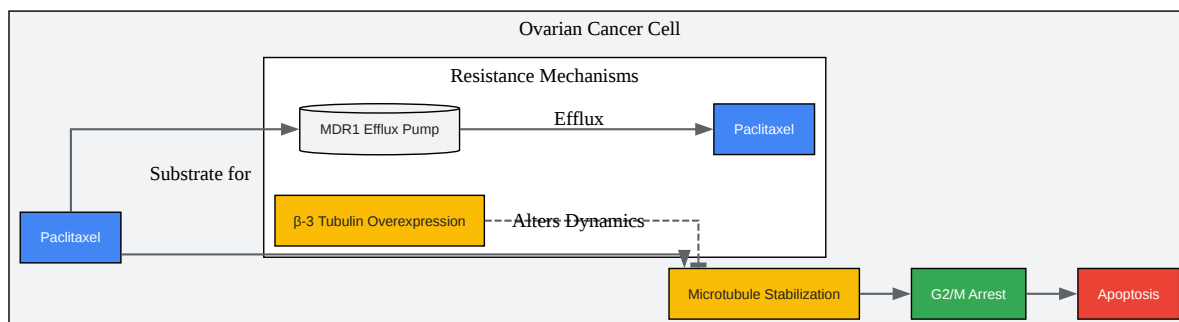 Ovarian Cancer Cell
Resistance Mechanisms
MDR1 Efflux Pump
Efflux
Paclitaxel
Substrate for
β-3 Tubulin Overexpression
Alters Dynamics
Paclitaxel
Microtubule Stabilization
G2/M Arrest
Apoptosis